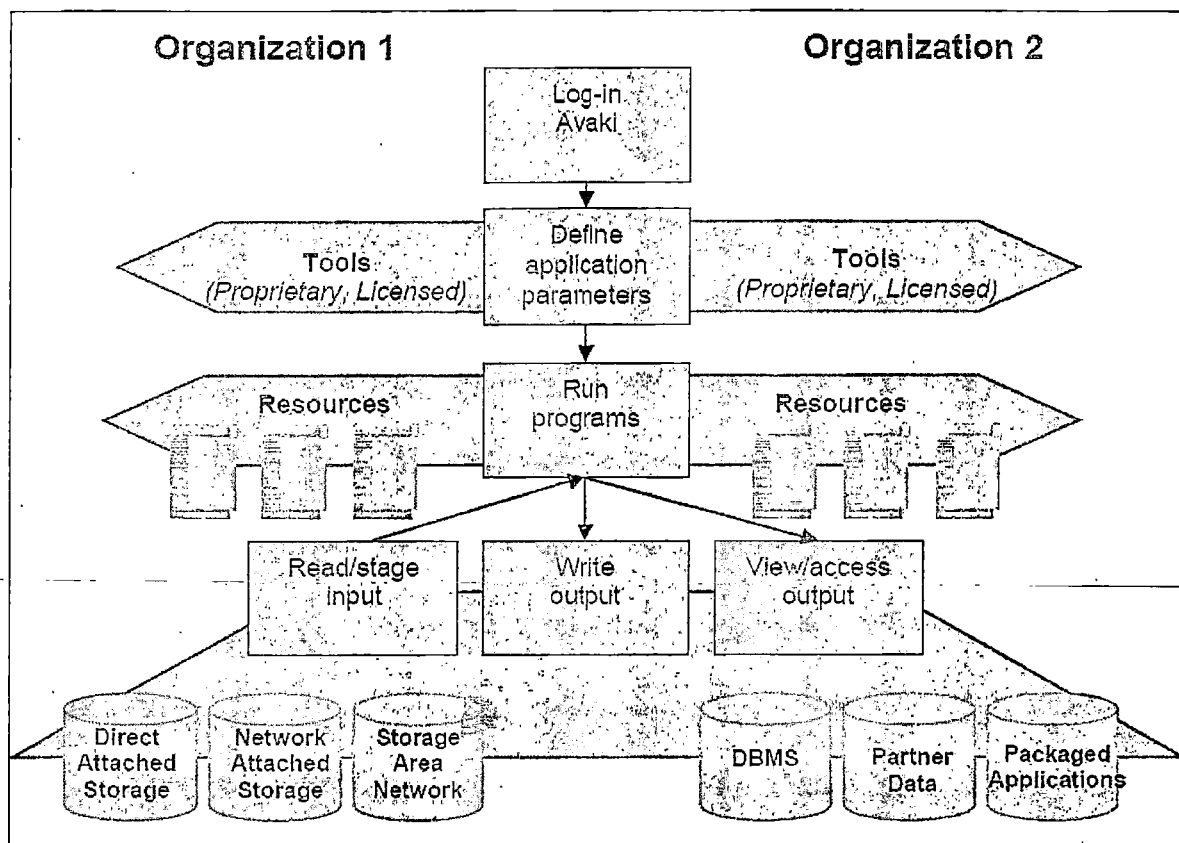 Organization 1
Organization 2
Log-in
Avaki
Tools
(Proprietary, Licensed)
Define
application
parameters
Tools
(Proprietary, Licensed)
Resources
Run
programs
Resources
Read/stage
input
Write
output
View/access
output
Direct
Attached
Storage
Network
Attached
Storage
Storage
Area
Network
DBMS
Partner
Data
Packaged
Applications